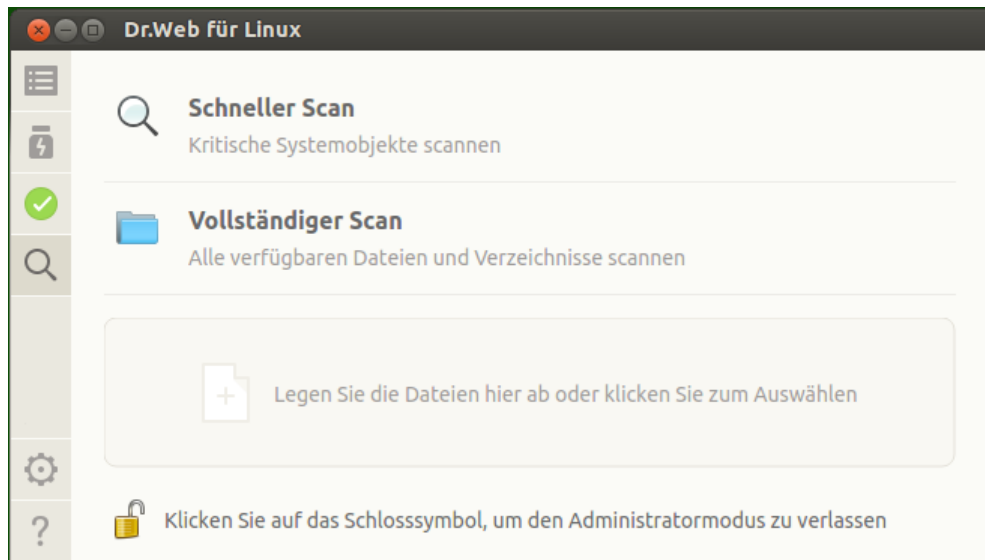 Dr.Web für Linux
Schneller Scan
Kritische Systemobjekte scannen
Vollständiger Scan
Alle verfügbaren Dateien und Verzeichnisse scannen
Legen Sie die Dateien hier ab oder klicken Sie zum Auswählen
Klicken Sie auf das Schlosssymbol, um den Administratormodus zu verlassen
?